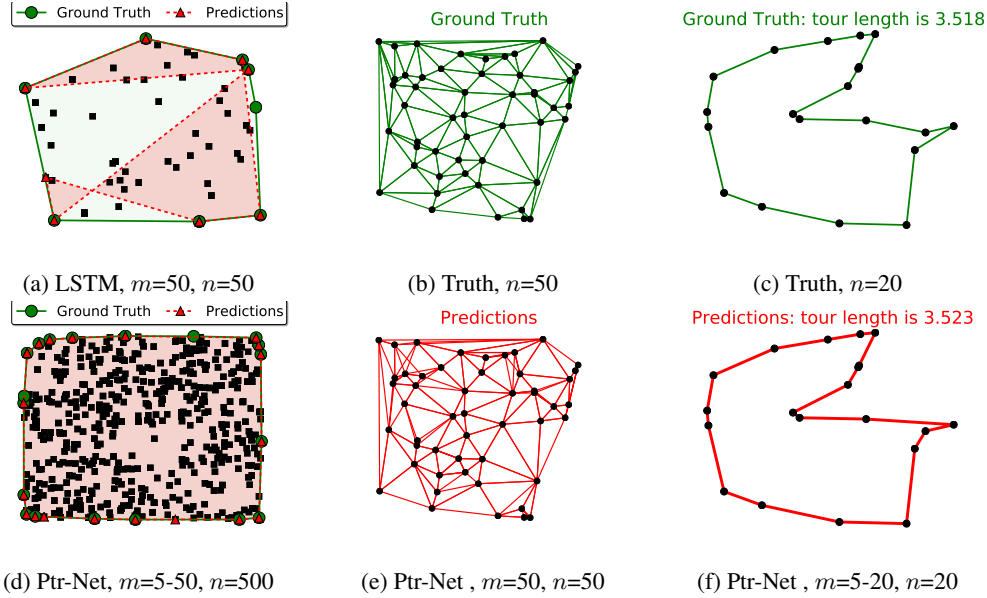 Ground Truth Predictions
Ground Truth
Ground Truth: tour length is 3.518
(a) LSTM, m=50, n=50
(b) Truth, n=50
(c) Truth, n=20
Ground Truth Predictions
Predictions
Predictions: tour length is 3.523
(d) Ptr-Net, m=5-50, n=500
(e) Ptr-Net , m=50, n=50
(f) Ptr-Net , m=5-20, n=20